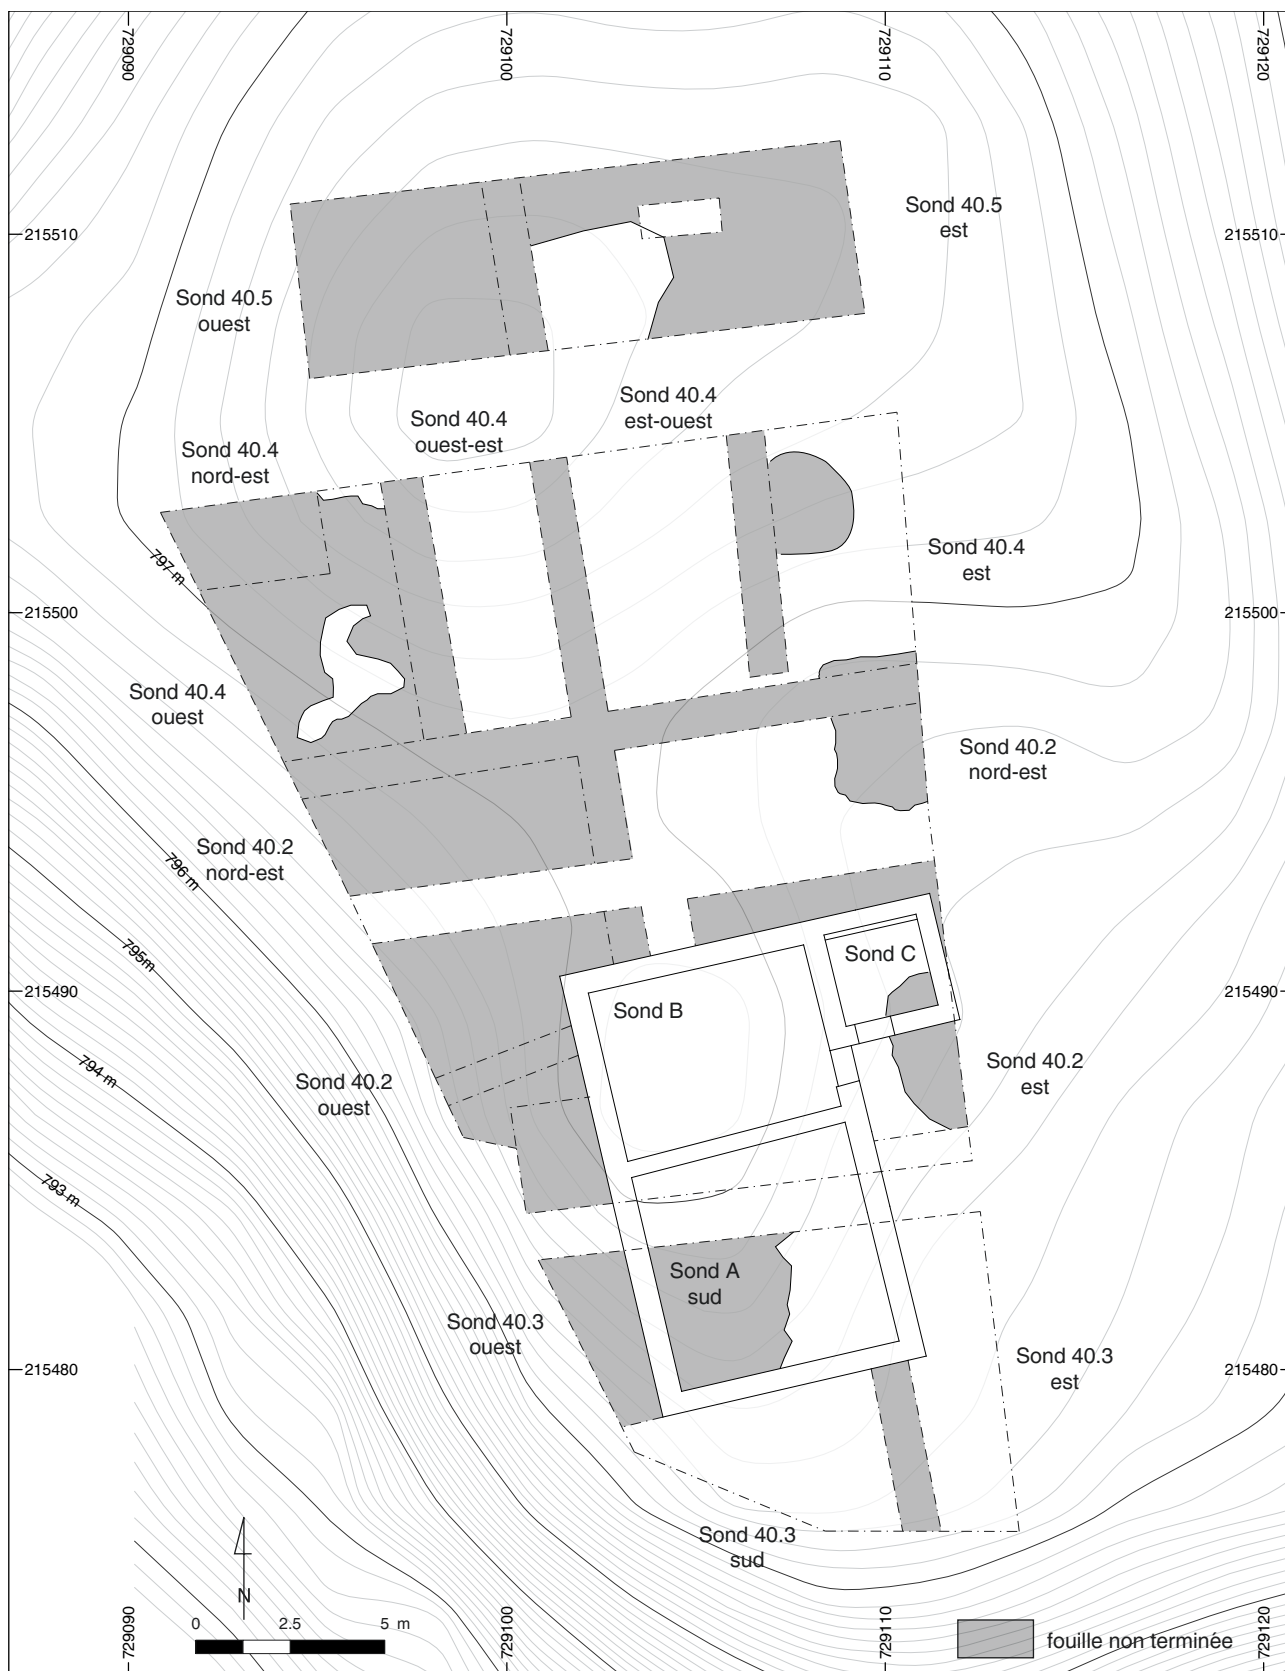 729090
729100
729110
729120
Sond 40.5
est
215510
215510
Sond 40.5
ouest
Sond 40.4
est-ouest
Sond 40.4
ouest-est
Sond 40.4
nord-est
Sond 40.4
est
797 m
215500
215500
Sond 40.4
ouest
Sond 40.2
nord-est
Sond 40.2
nord-est
796 m
795m
Sond C
215490
215490
Sond B
794 m
Sond 40.2
est
Sond 40.2
ouest
793 m
Sond A
sud
Sond 40.3
ouest
Sond 40.3
est
215480
215480
Sond 40.3
sud
N
0 2.5 5 m
fouille non terminée
729090
729100
729110
729120